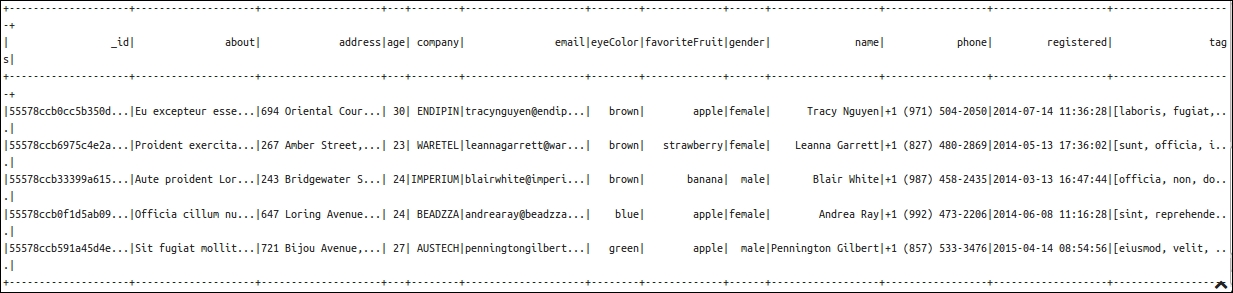 +--------------------+--------------------+--------------------+---+--------+--------------------+--------+-------------+------+------------------+-----------------+-------------------+-------------------
-+
|                 _id|               about|             address|age| company|               email|eyeColor|favoriteFruit|gender|              name|            phone|         registered|                tag
s|
+--------------------+--------------------+--------------------+---+--------+--------------------+--------+-------------+------+------------------+-----------------+-------------------+-------------------
-+
|55578ccb0cc5b350d...|Eu excepteur esse...|694 Oriental Cour...| 30| ENDIPIN|tracynguyen@endip...|   brown|        apple|female|      Tracy Nguyen|+1 (971) 504-2050|2014-07-14 11:36:28|[laboris, fugiat,..
.|
|55578ccb6975c4e2a...|Proident exercita...|267 Amber Street,...| 23| WARETEL|leannagarrett@war...|   brown|   strawberry|female|    Leanna Garrett|+1 (827) 480-2869|2014-05-13 17:36:02|[sunt, officia, i..
.|
|55578ccb33399a615...|Aute proident Lor...|243 Bridgewater S...| 24|IMPERIUM|blairwhite@imperi...|   brown|       banana|  male|       Blair White|+1 (987) 458-2435|2014-03-13 16:47:44|[officia, non, do..
.|
|55578ccb0f1d5ab09...|Officia cillum nu...|647 Loring Avenue...| 24| BEADZZA|andrearay@beadzza...|    blue|        apple|female|        Andrea Ray|+1 (992) 473-2206|2014-06-08 11:16:28|[sint, reprehende..
.|
|55578ccb591a45d4e...|Sit fugiat mollit...|721 Bijou Avenue,...| 27| AUSTECH|penningtongilbert...|   green|        apple|  male|Pennington Gilbert|+1 (857) 533-3476|2015-04-14 08:54:56|[eiusmod, velit, ..
.|
+--------------------+--------------------+--------------------+---+--------+--------------------+--------+-------------+------+------------------+-----------------+-------------------+-------------------